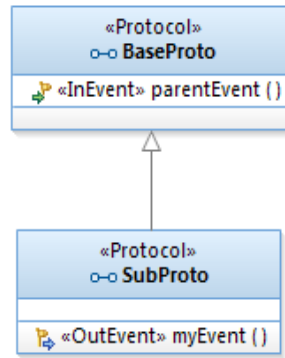 «Protocol»
BaseProto
«InEvent» parentEvent ( )
«Protocol»
SubProto
«OutEvent» myEvent ( )